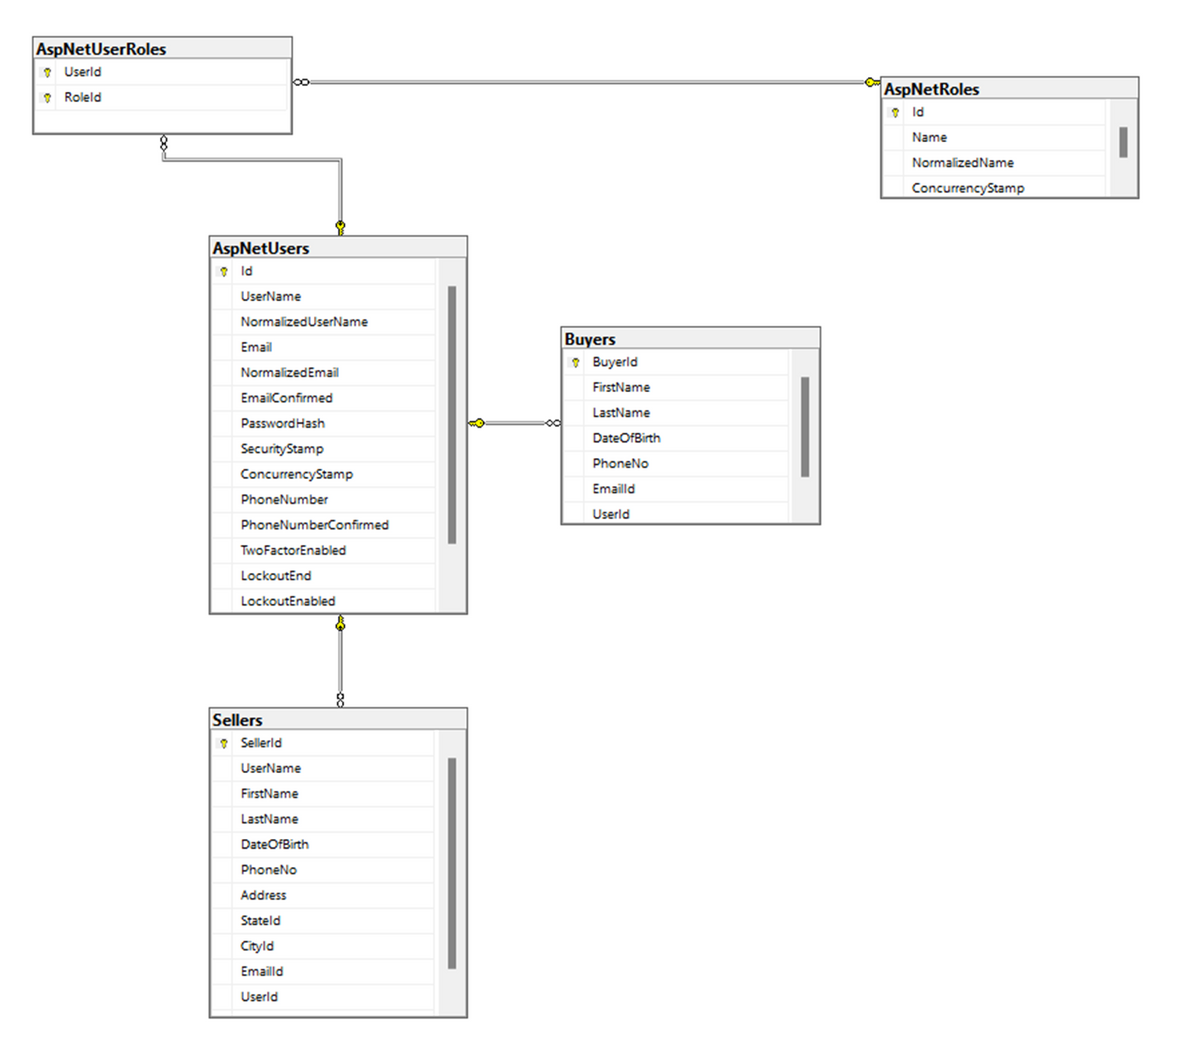 AspNetUserRoles
UserId
RoleId
AspNetRoles
Id
Name
NormalizedName
ConcurrencyStamp
AspNetUsers
Id
UserName
NormalizedUserName
Email
NormalizedEmail
EmailConfirmed
PasswordHash
SecurityStamp
ConcurrencyStamp
PhoneNumber
PhoneNumberConfirmed
TwoFactorEnabled
LockoutEnd
LockoutEnabled
Buyers
BuyerId
FirstName
LastName
DateOfBirth
PhoneNo
EmailId
UserId
Sellers
SellerId
UserName
FirstName
LastName
DateOfBirth
PhoneNo
Address
StateId
CityId
EmailId
UserId